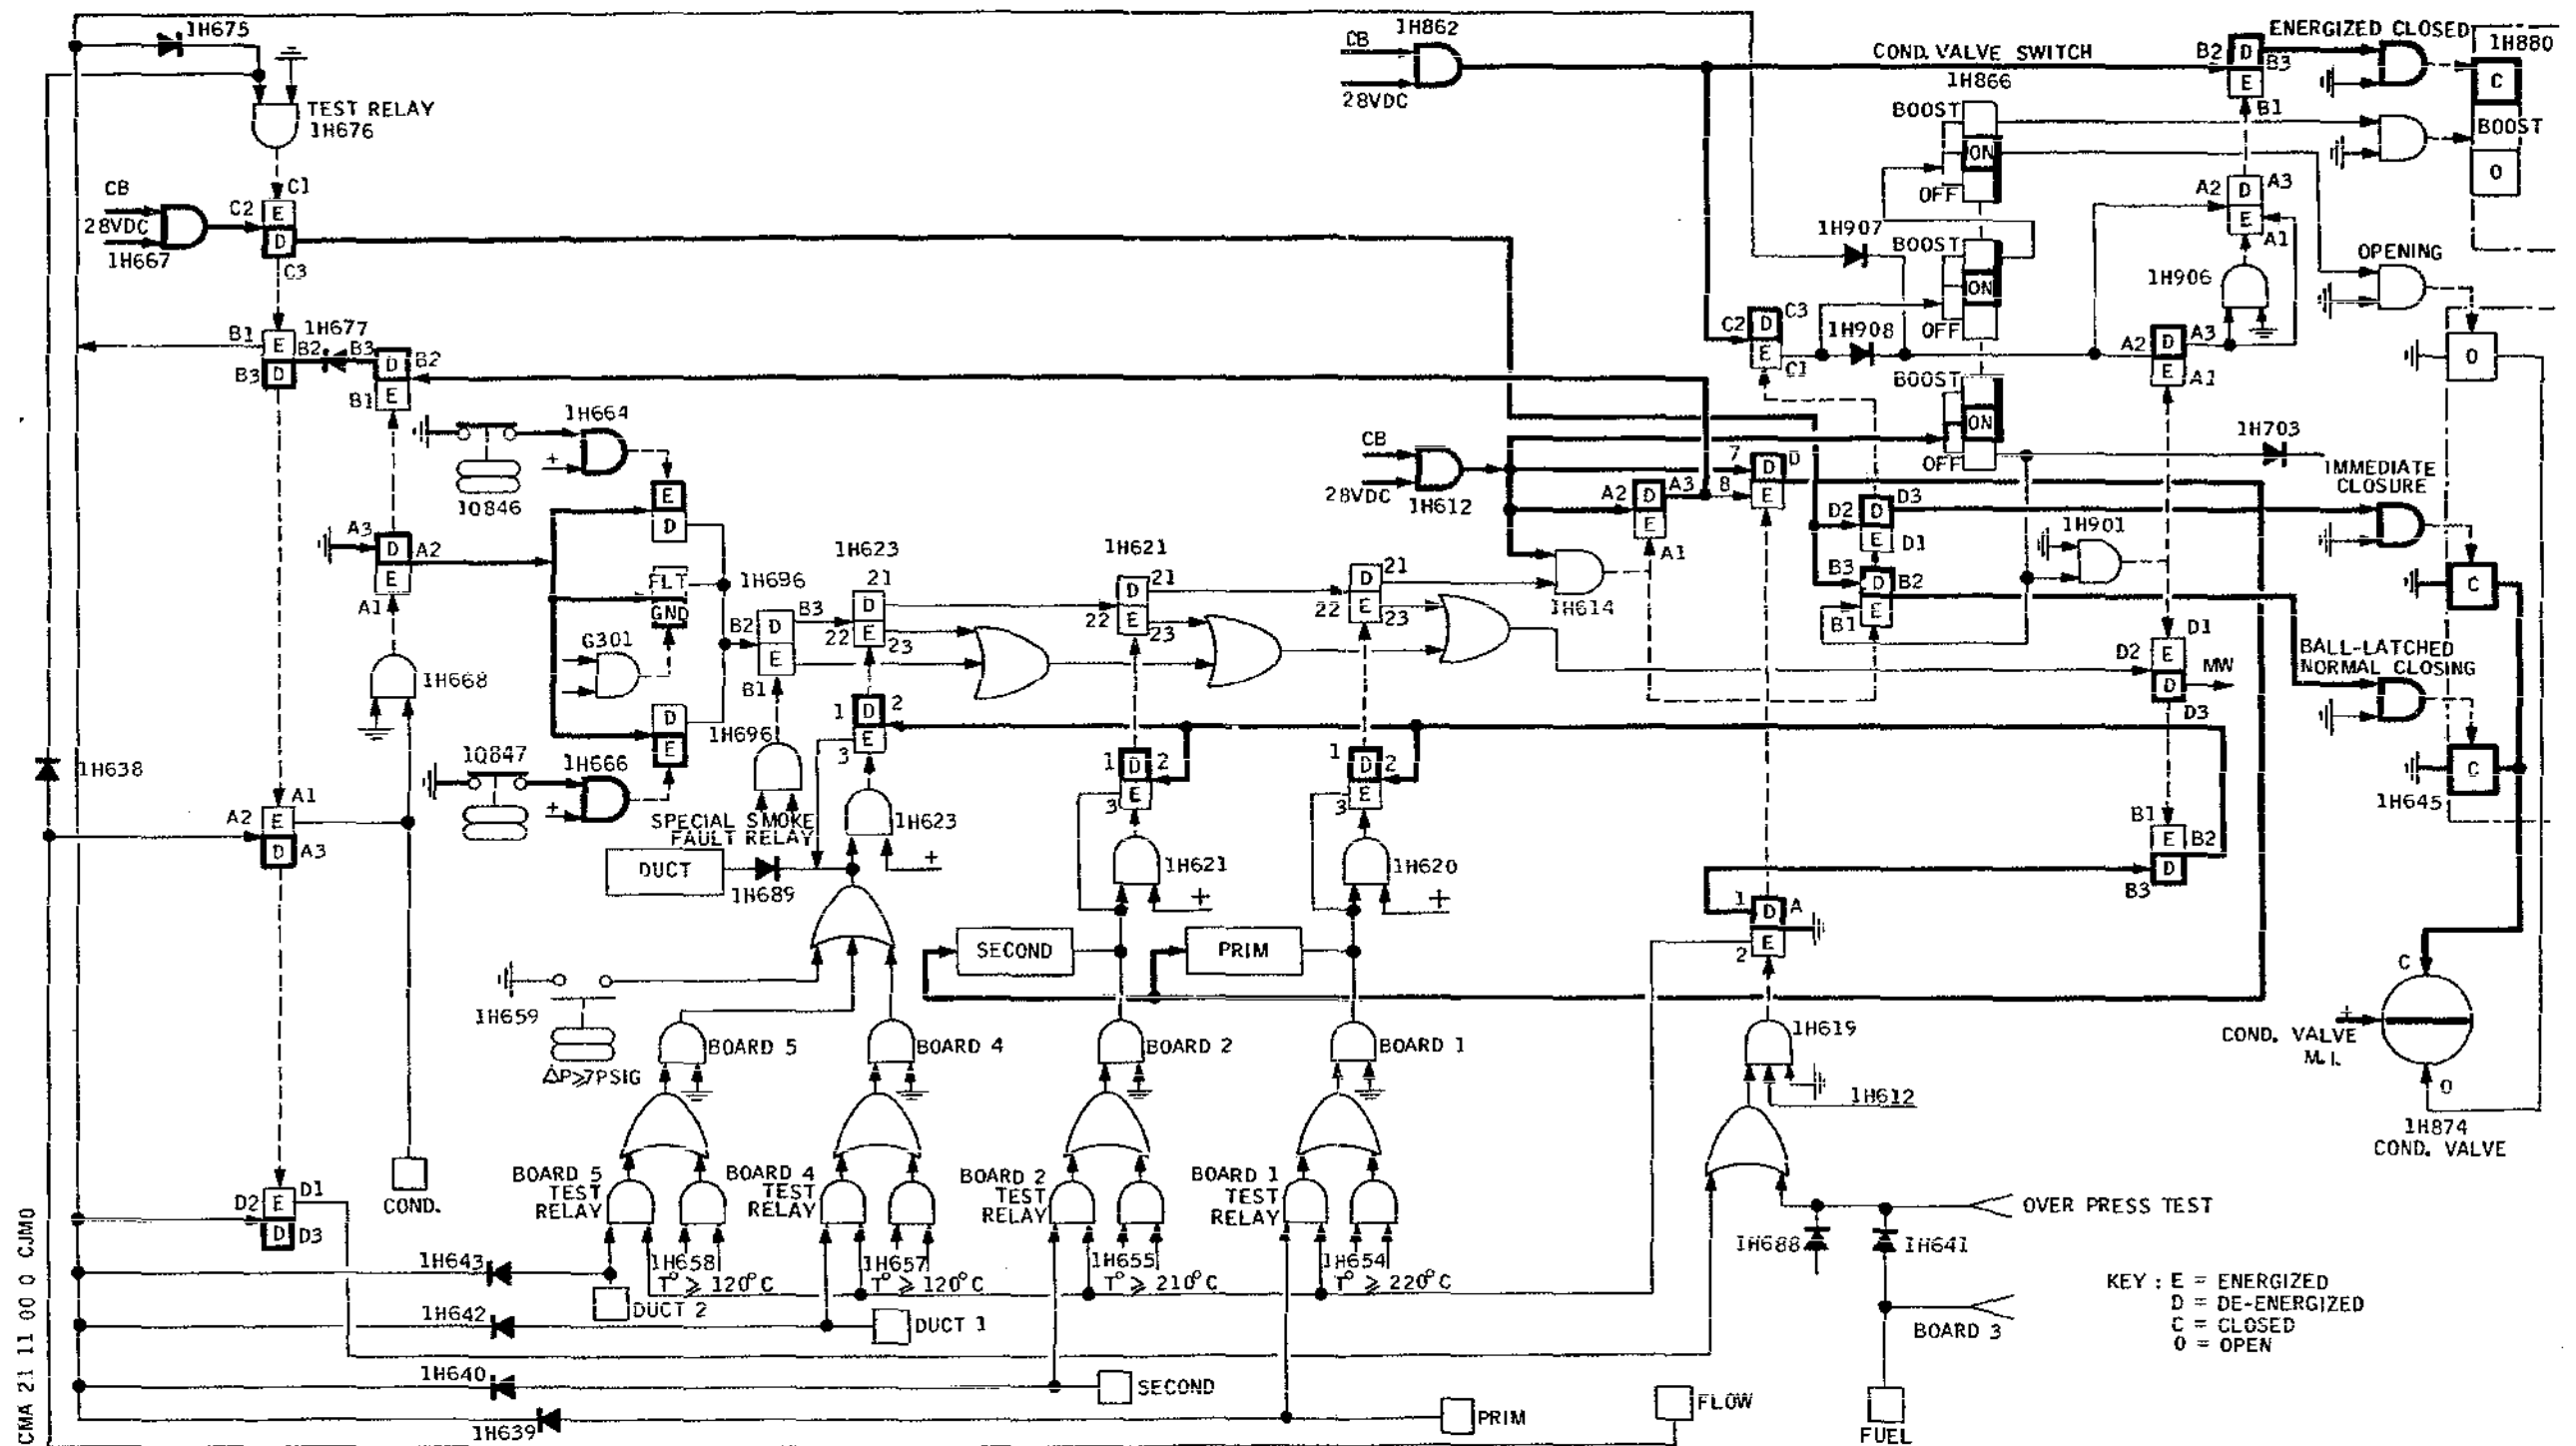 1H675
TEST RELAY
1H676
CB
28VDC
1H667
C1
C2
E
D
C3
CB
1H862
28VDC
COND. VALVE SWITCH
1H866
BOOST
ON
OFF
BOOST
ON
OFF
BOOST
ON
OFF
B2
D
B3
E
B1
ENERGIZED CLOSED
1H880
C
BOOST
O
A2
D
A3
E
A1
1H906
OPENING
O
1H907
C2
D
C3
E
C1
1H908
A2
D
A3
E
A1
B1
E
1H677
B2
B3
D
B3
D
B2
B1
E
1H664
+
1Q846
E
D
A3
D
A2
E
A1
1H668
FLT
GND
G301
1H696
D
E
1H696
1Q847
1H666
+
CB
28VDC
1H612
7
D
D
8
E
A2
D
A3
E
A1
1H614
D2
D
D3
E
D1
B3
D
B2
E
B1
1H901
1H703
IMMEDIATE
CLOSURE
C
BALL-LATCHED
NORMAL CLOSING
C
1H645
1H623
21
D
22
E
23
B2
D
B3
E
B1
1H621
21
D
22
E
23
21
D
22
E
23
D1
D2
E
MW
D
D3
1
D
2
E
3
1
D
2
E
3
1
D
2
E
3
1H638
A1
A2
E
D
A3
SPECIAL SMOKE
FAULT RELAY
1H623
+
DUCT
1H689
1H621
+
1H620
+
B1
E
B2
D
B3
1
D
A
E
2
SECOND
PRIM
1H659
ΔP≥7PSIG
BOARD 5
BOARD 4
BOARD 2
BOARD 1
1H619
1H612
C
+
COND. VALVE
M.I.
O
1H874
COND. VALVE
COND.
BOARD 5
TEST
RELAY
BOARD 4
TEST
RELAY
BOARD 2
TEST
RELAY
BOARD 1
TEST
RELAY
1H658
T° ≥ 120°C
1H657
T° ≥ 120°C
1H655
T° ≥ 210°C
1H654
T° ≥ 220°C
D2
E
D1
D
D3
OVER PRESS TEST
1H688
1H641
BOARD 3
1H643
DUCT 2
1H642
DUCT 1
1H640
SECOND
1H639
PRIM
FLOW
FUEL
KEY : E = ENERGIZED
D = DE-ENERGIZED
C = CLOSED
O = OPEN
CMA 21 11 00 0 CJM0